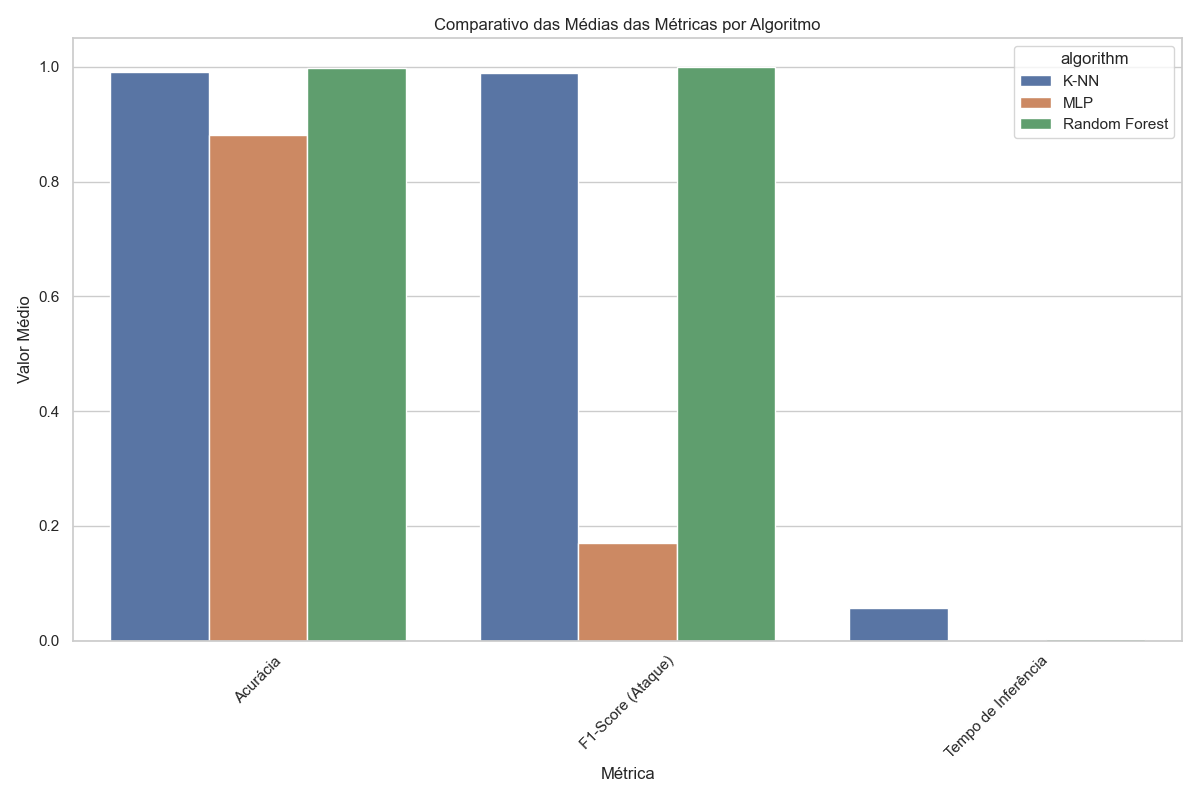 Comparativo das Médias das Métricas por Algoritmo
algorithm
K-NN
MLP
Random Forest
Valor Médio
1.0
0.8
0.6
0.4
0.2
0.0
Acurácia
F1-Score (Ataque)
Tempo de Inferência
Métrica